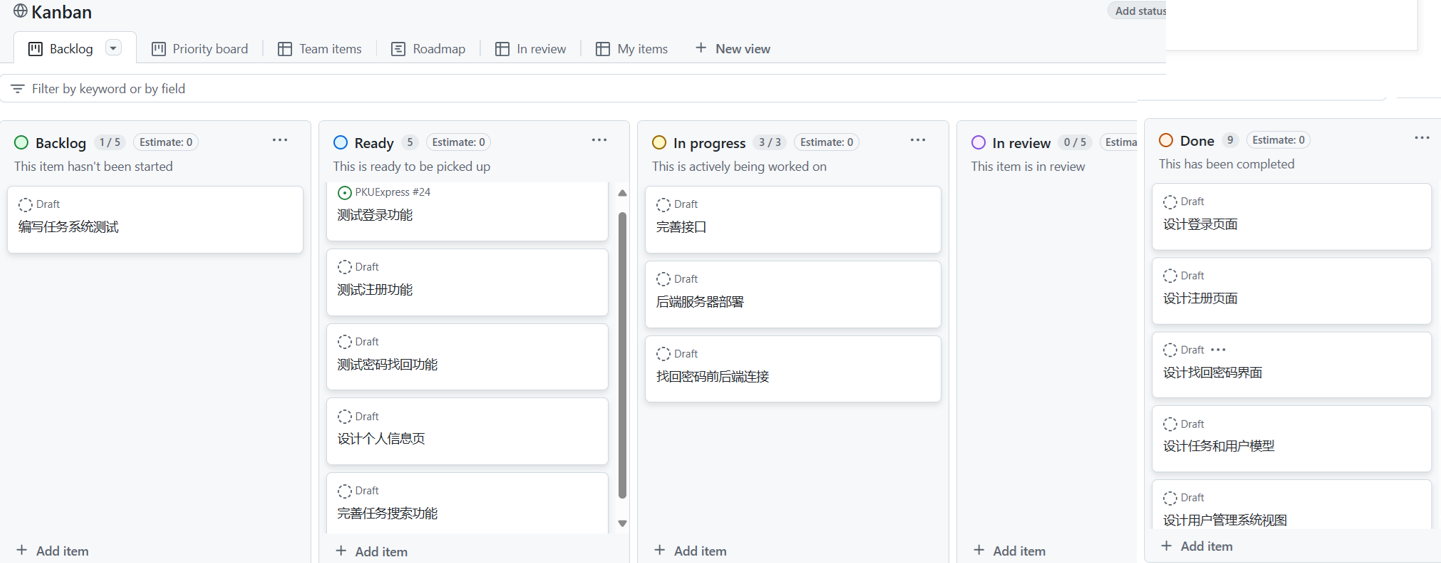 Kanban
Add status
Backlog
Priority board
Team items
Roadmap
In review
My items
New view
Filter by keyword or by field
Backlog 1 / 5 Estimate: 0
This item hasn't been started
Draft
编写任务系统测试
Add item
Ready 5 Estimate: 0
This is ready to be picked up
PKUExpress #24
测试登录功能
Draft
测试注册功能
Draft
测试密码找回功能
Draft
设计个人信息页
Draft
完善任务搜索功能
Add item
In progress 3 / 3 Estimate: 0
This is actively being worked on
Draft
完善接口
Draft
后端服务器部署
Draft
找回密码前后端连接
Add item
In review 0 / 5 Estima
This item is in review
Add item
Done 9 Estimate: 0
This has been completed
Draft
设计登录页面
Draft
设计注册页面
Draft
设计找回密码界面
Draft
设计任务和用户模型
Draft
设计用户管理系统视图
Add item